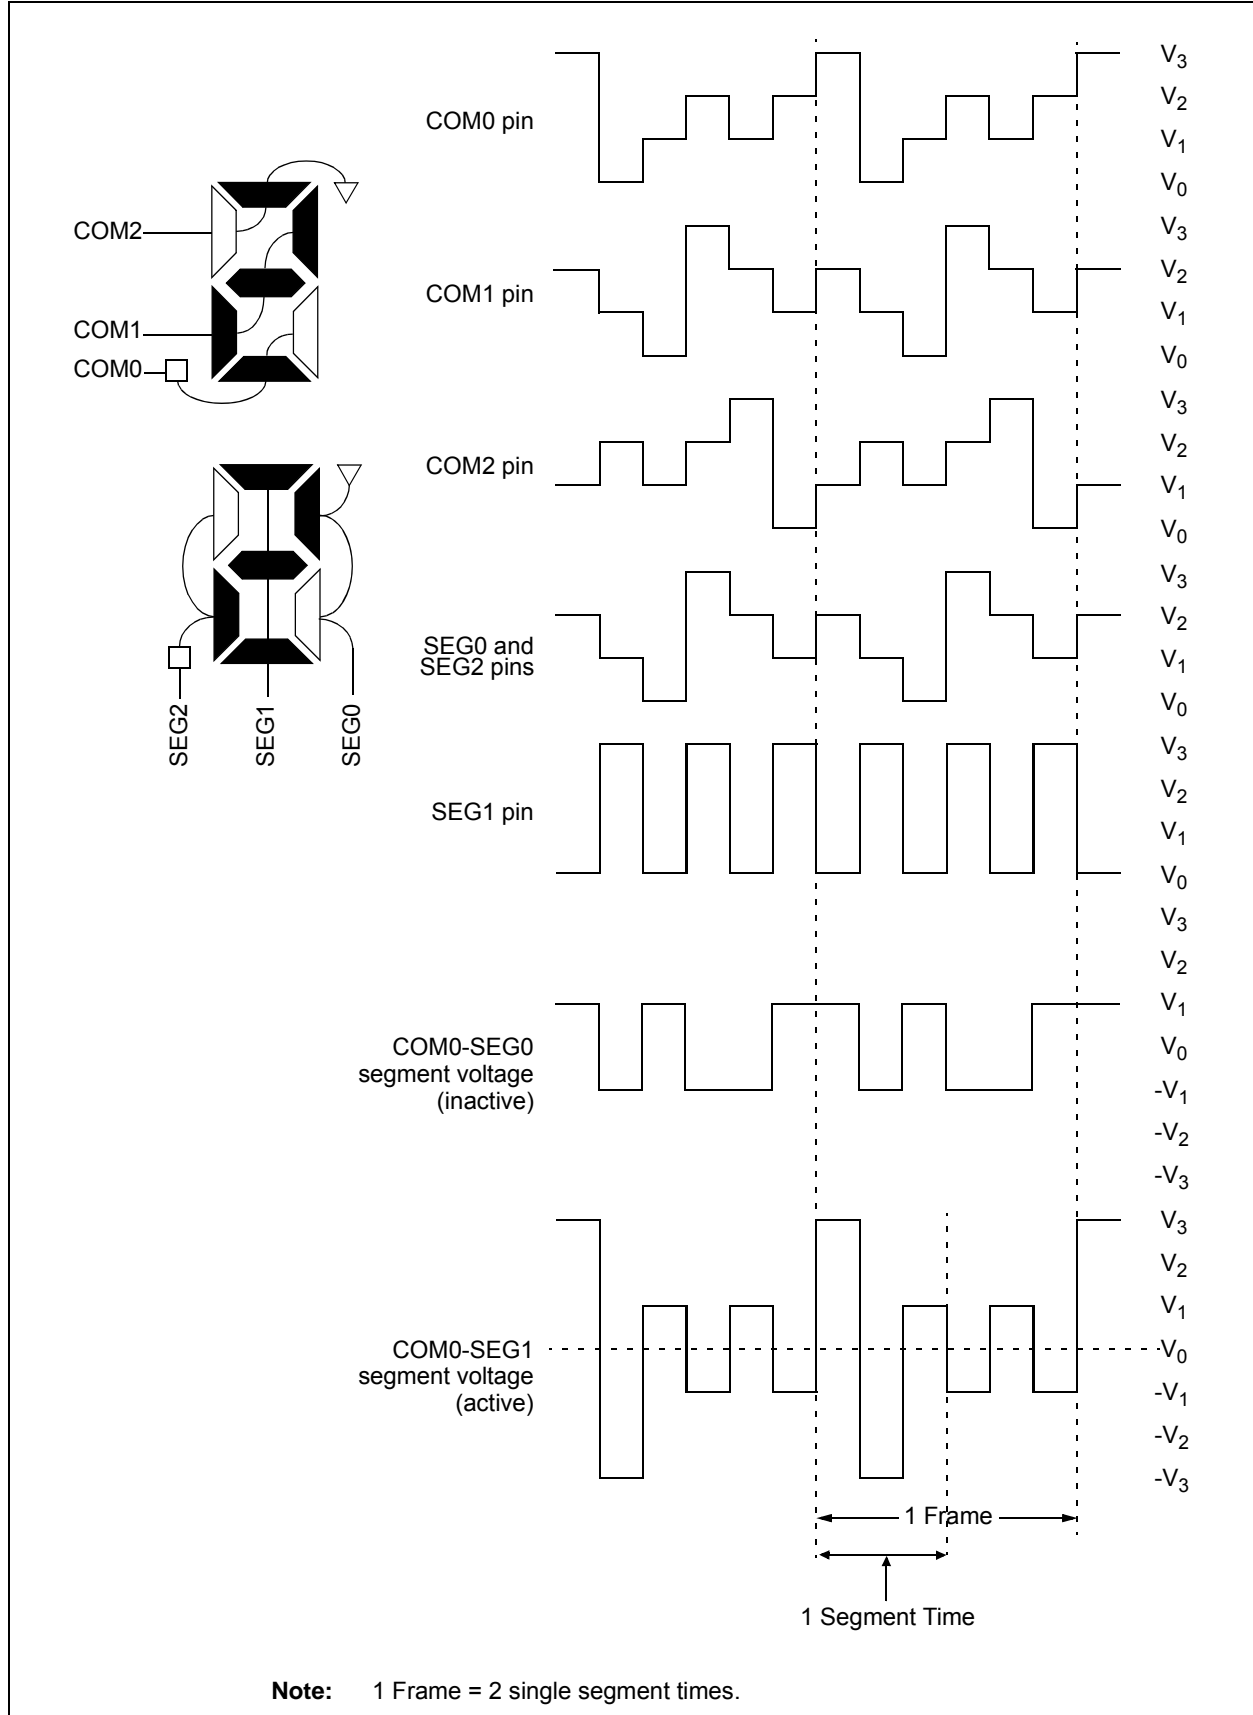 COM0 pin
V3
V2
V1
V0
COM2
COM1
COM0
COM1 pin
V3
V2
V1
V0
COM2 pin
V3
V2
V1
V0
SEG2
SEG1
SEG0
SEG0 and
SEG2 pins
V3
V2
V1
V0
SEG1 pin
V3
V2
V1
V0
COM0-SEG0
segment voltage
(inactive)
V3
V2
V1
V0
-V1
-V2
-V3
COM0-SEG1
segment voltage
(active)
V3
V2
V1
V0
-V1
-V2
-V3
1 Frame
1 Segment Time
Note: 1 Frame = 2 single segment times.